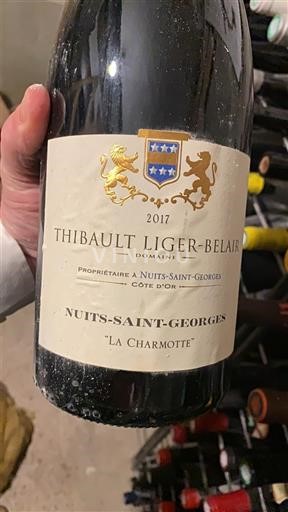 2017
THIBAULT LIGER-BELAIR
DOMAINE
PROPRIÉTAIRE À NUITS-SAINT-GEORGES
CÔTE D'OR
NUITS-SAINT-GEORGES
"LA CHARMOTTE"